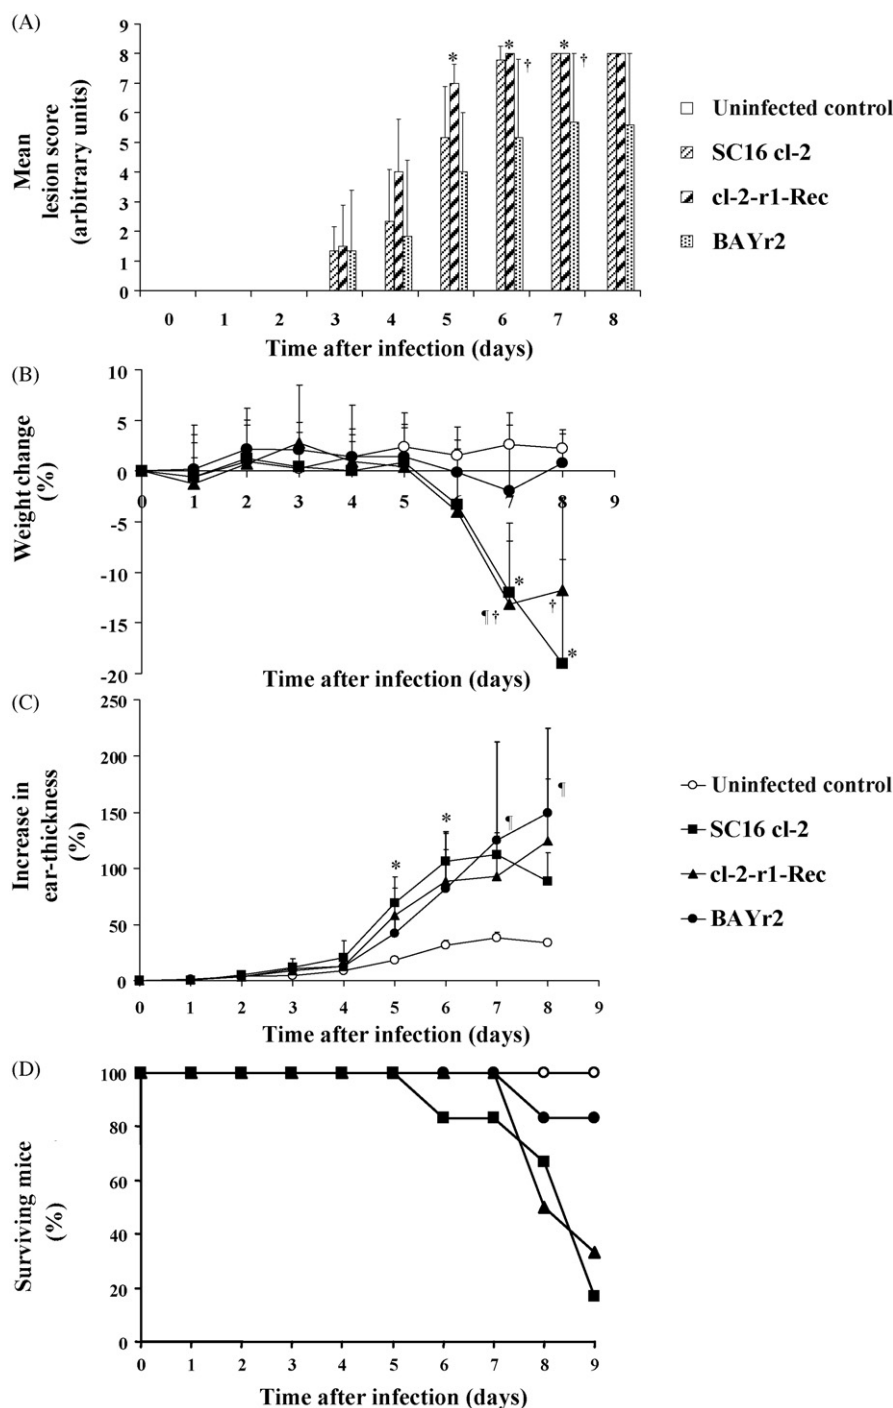 (A)
Mean
lesion score
(arbitrary units)
9
8
7
6
5
4
3
2
1
0
* * *
† †
0 1 2 3 4 5 6 7 8
Time after infection (days)
Uninfected control
SC16 cl-2
cl-2-r1-Rec
BAYr2
(B)
Weight change
(%)
10
5
0
-5
-10
-15
-20
0 1 2 3 4 5 6 7 8 9
*
¶ † †
*
Time after infection (days)
(C)
Increase in
ear-thickness
(%)
250
200
150
100
50
0
* * ¶ ¶
0 1 2 3 4 5 6 7 8 9
Time after infection (days)
Uninfected control
SC16 cl-2
cl-2-r1-Rec
BAYr2
(D)
Surviving mice
(%)
100
80
60
40
20
0
0 1 2 3 4 5 6 7 8 9
Time after infection (days)